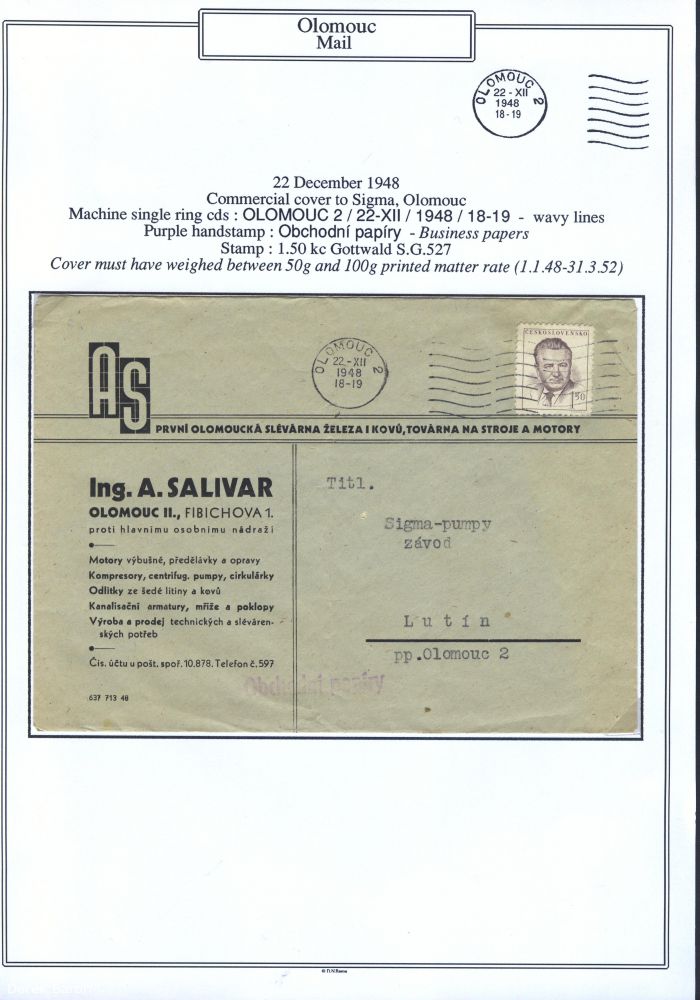 Olomouc
Mail
OLOMOUC 2
22-XII
1948
18-19
22 December 1948
Commercial cover to Sigma, Olomouc
Machine single ring cds : OLOMOUC 2 / 22-XII / 1948 / 18-19 - wavy lines
Purple handstamp : Obchodní papíry - Business papers
Stamp : 1.50 kc Gottwald S.G.527
Cover must have weighed between 50g and 100g printed matter rate (1.1.48-31.3.52)
AS
OLOMOUC 2
22-XII
1948
18-19
ČESKOSLOVENSKO
PRVNÍ OLOMOUCKÁ SLÉVÁRNA ŽELEZA I KOVŮ, TOVÁRNA NA STROJE A MOTORY
Ing. A. SALIVAR
OLOMOUC II., FIBICHOVA 1.
proti hlavnímu osobnímu nádraží
Motory výbušné, předělávky a opravy
Kompresory, centrifug. pumpy, cirkulárky
Odlitky ze šedé litiny a kovů
Kanalisační armatury, mříže a poklopy
Výroba a prodej technických a sléváren-
ských potřeb
Čís. účtu u pošt. spoř. 10.878. Telefon č. 597
637 713 48
Titl.
Sigma-pumpy
závod
Lutín
pp.Olomouc 2
Obchodní papíry